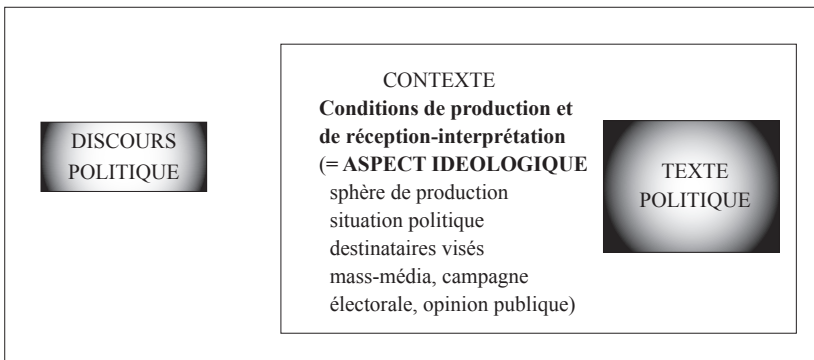 DISCOURS
POLITIQUE
CONTEXTE
Conditions de production et
de réception-interprétation
(= ASPECT IDEOLOGIQUE
sphère de production
situation politique
destinataires visés
mass-média, campagne
électorale, opinion publique)
TEXTE
POLITIQUE